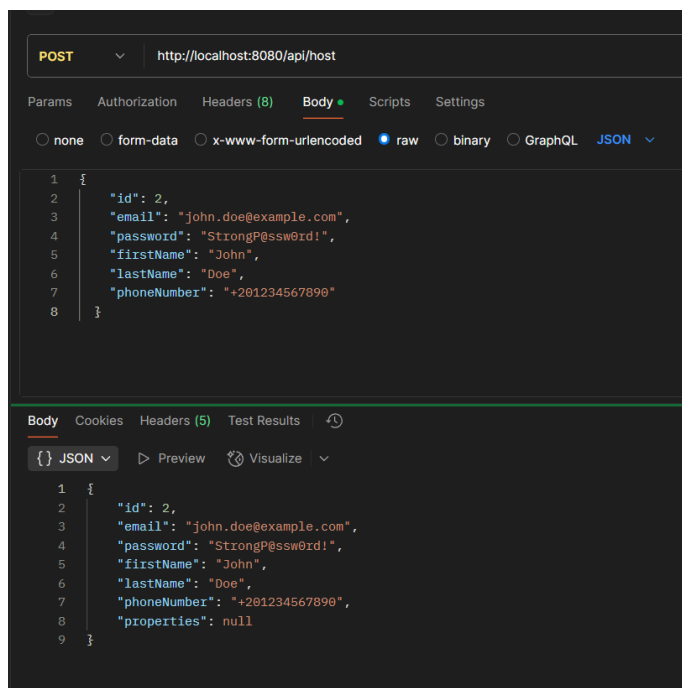 POST http://localhost:8080/api/host
Params Authorization Headers (8) Body Scripts Settings
none form-data x-www-form-urlencoded raw binary GraphQL JSON
1 {
2 "id": 2,
3 "email": "john.doe@example.com",
4 "password": "StrongP@ssw0rd!",
5 "firstName": "John",
6 "lastName": "Doe",
7 "phoneNumber": "+201234567890"
8 }
Body Cookies Headers (5) Test Results
{} JSON Preview Visualize
1 {
2 "id": 2,
3 "email": "john.doe@example.com",
4 "password": "StrongP@ssw0rd!",
5 "firstName": "John",
6 "lastName": "Doe",
7 "phoneNumber": "+201234567890",
8 "properties": null
9 }